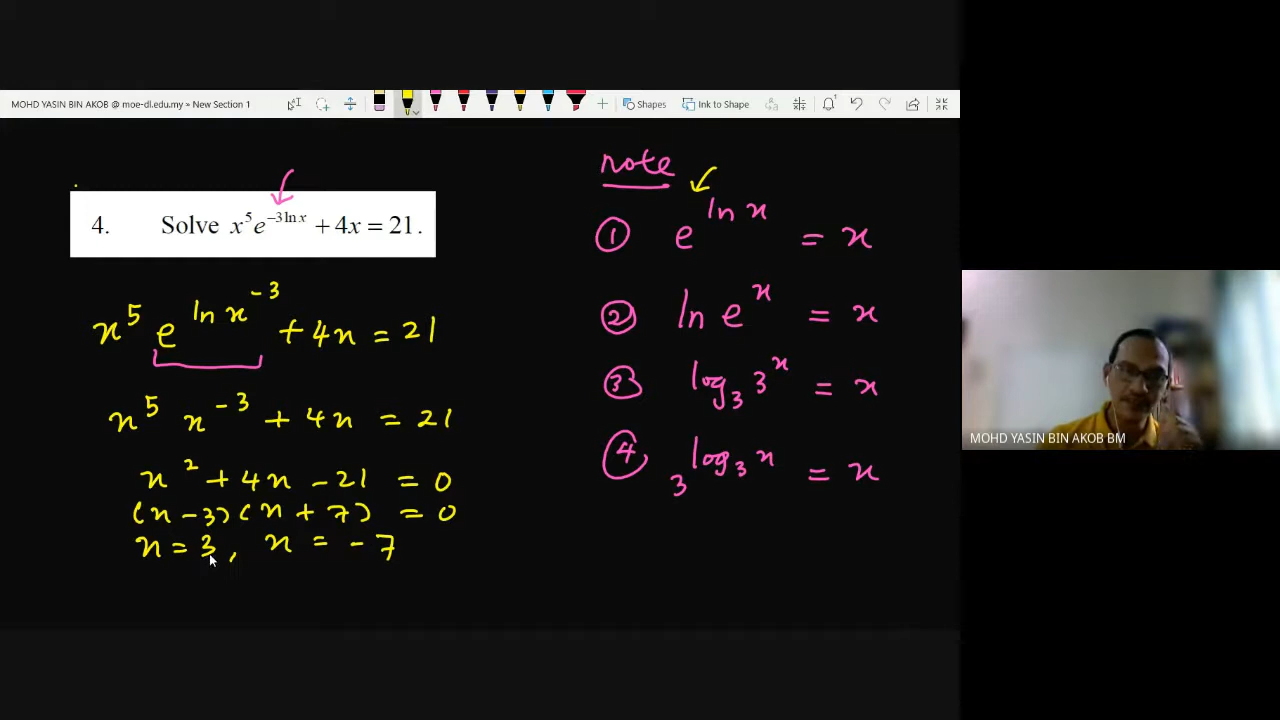 MOHD YASIN BIN AKOB @ moe-dl.edu.my » New Section 1
Shapes
Ink to Shape
4. Solve x⁵e^(−3 ln x) + 4x = 21.
x⁵ e^(ln x⁻³) + 4x = 21
x⁵ x⁻³ + 4x = 21
x² + 4x − 21 = 0
(x − 3)(x + 7) = 0
x = 3, x = −7
note
① e^(ln x) = x
② ln e^x = x
③ log₃ 3^x = x
④ 3^(log₃ x) = x
MOHD YASIN BIN AKOB BM